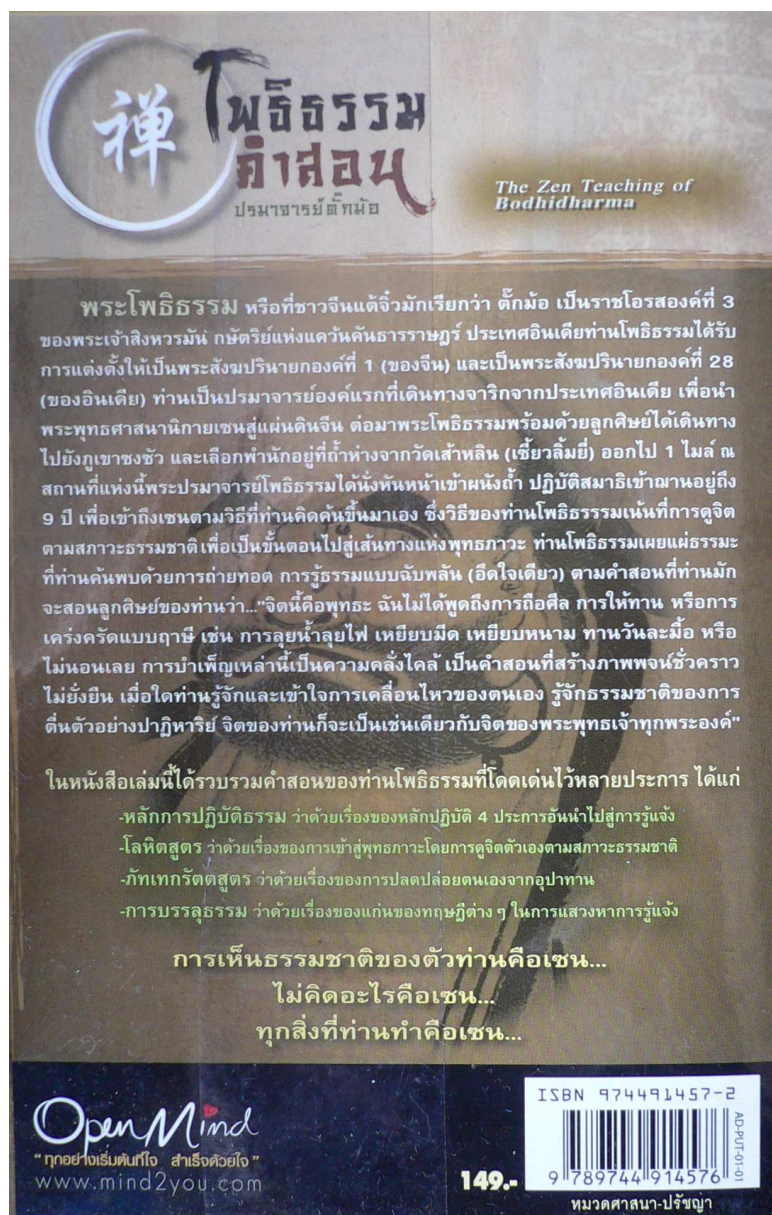 禅
โพธิธรรม
คำสอน
ปรมาจารย์ตั๊กม้อ
The Zen Teaching of
Bodhidharma
พระโพธิธรรม หรือที่ชาวจีนแต้จิ๋วมักเรียกว่า ตั๊กม้อ เป็นราชโอรสองค์ที่ 3
ของพระเจ้าสิงหวรมัน กษัตริย์แห่งแคว้นคันธารราษฎร์ ประเทศอินเดียท่านโพธิธรรมได้รับ
การแต่งตั้งให้เป็นพระสังฆปรินายกองค์ที่ 1 (ของจีน) และเป็นพระสังฆปรินายกองค์ที่ 28
(ของอินเดีย) ท่านเป็นปรมาจารย์องค์แรกที่เดินทางจาริกจากประเทศอินเดีย เพื่อนำ
พระพุทธศาสนานิกายเซนสู่แผ่นดินจีน ต่อมาพระโพธิธรรมพร้อมด้วยลูกศิษย์ได้เดินทาง
ไปยังภูเขาซงซัว และเลือกพำนักอยู่ที่ถ้ำห่างจากวัดเส้าหลิน (เซี้ยวลิ้มยี่) ออกไป 1 ไมล์ ณ
สถานที่แห่งนี้พระปรมาจารย์โพธิธรรมได้นั่งหันหน้าเข้าผนังถ้ำ ปฏิบัติสมาธิเข้าฌานอยู่ถึง
9 ปี เพื่อเข้าถึงเซนตามวิธีที่ท่านคิดค้นขึ้นมาเอง ซึ่งวิธีของท่านโพธิธรรรมเน้นที่การดูจิต
ตามสภาวะธรรมชาติเพื่อเป็นขั้นตอนไปสู่เส้นทางแห่งพุทธภาวะ ท่านโพธิธรรมเผยแผ่ธรรมะ
ที่ท่านค้นพบด้วยการถ่ายทอด การรู้ธรรมแบบฉับพลัน (อึดใจเดียว) ตามคำสอนที่ท่านมัก
จะสอนลูกศิษย์ของท่านว่า..."จิตนี้คือพุทธะ ฉันไม่ได้พูดถึงการถือศีล การให้ทาน หรือการ
เคร่งครัดแบบฤาษี เช่น การลุยน้ำลุยไฟ เหยียบมีด เหยียบหนาม ทานวันละมื้อ หรือ
ไม่นอนเลย การบำเพ็ญเหล่านี้เป็นความคลั่งไคล้ เป็นคำสอนที่สร้างภาพพจน์ชั่วคราว
ไม่ยั่งยืน เมื่อใดท่านรู้จักและเข้าใจการเคลื่อนไหวของตนเอง รู้จักธรรมชาติของการ
ตื่นตัวอย่างปาฏิหาริย์ จิตของท่านก็จะเป็นเช่นเดียวกับจิตของพระพุทธเจ้าทุกพระองค์"
ในหนังสือเล่มนี้ได้รวบรวมคำสอนของท่านโพธิธรรมที่โดดเด่นไว้หลายประการ ได้แก่
-หลักการปฏิบัติธรรม ว่าด้วยเรื่องของหลักปฏิบัติ 4 ประการอันนำไปสู่การรู้แจ้ง
-โลหิตสูตร ว่าด้วยเรื่องของการเข้าสู่พุทธภาวะโดยการดูจิตตัวเองตามสภาวะธรรมชาติ
-ภัทเทกรัตตสูตร ว่าด้วยเรื่องของการปลดปล่อยตนเองจากอุปาทาน
-การบรรลุธรรม ว่าด้วยเรื่องของแก่นของทฤษฎีต่าง ๆ ในการแสวงหาการรู้แจ้ง
การเห็นธรรมชาติของตัวท่านคือเซน...
ไม่คิดอะไรคือเซน...
ทุกสิ่งที่ท่านทำคือเซน...
Open Mind
"ทุกอย่างเริ่มต้นที่ใจ สำเร็จด้วยใจ"
www.mind2you.com
149.-
ISBN 974491457-2
9 789744 914576
AD-PUT-01-01
หมวดศาสนา-ปรัชญา